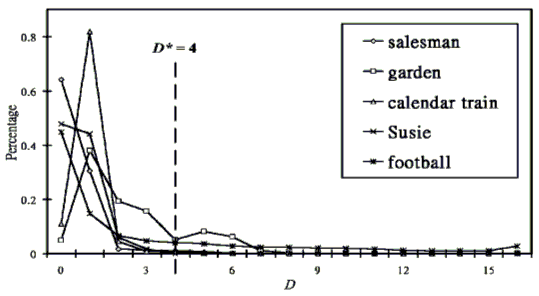 0.8
0.6
0.4
0.2
0
Percentage
D* = 4
salesman
garden
calendar train
Susie
football
0 3 6 9 12 15
D